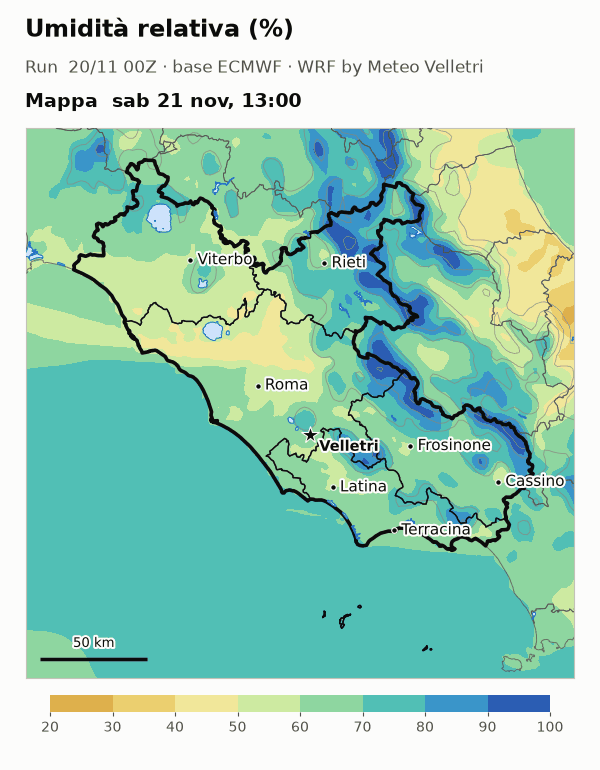 Umidità relativa (%)
Run  20/11 00Z · base ECMWF · WRF by Meteo Velletri
Mappa  sab 21 nov, 13:00
Viterbo
Rieti
Roma
Velletri
Frosinone
Cassino
Latina
Terracina
50 km
20 30 40 50 60 70 80 90 100